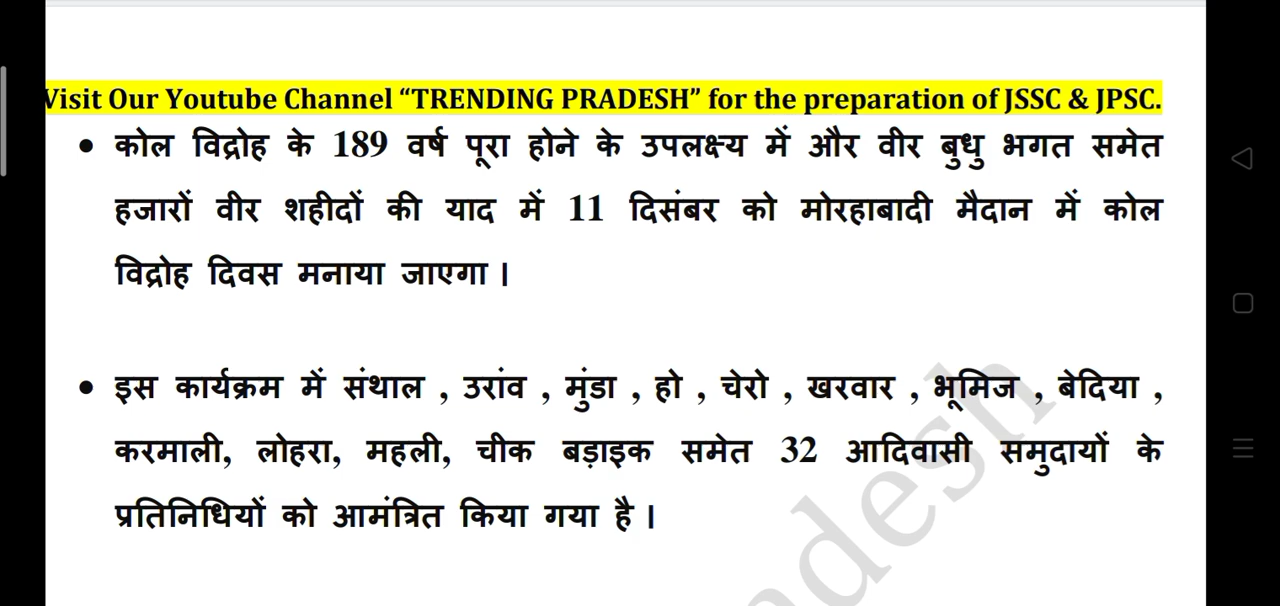 Visit Our Youtube Channel “TRENDING PRADESH” for the preparation of JSSC & JPSC.
• कोल विद्रोह के 189 वर्ष पूरा होने के उपलक्ष्य में और वीर बुधु भगत समेत
हजारों वीर शहीदों की याद में 11 दिसंबर को मोरहाबादी मैदान में कोल
विद्रोह दिवस मनाया जाएगा ।
• इस कार्यक्रम में संथाल , उरांव , मुंडा , हो , चेरो , खरवार , भूमिज , बेदिया ,
करमाली, लोहरा, महली, चीक बड़ाइक समेत 32 आदिवासी समुदायों के
प्रतिनिधियों को आमंत्रित किया गया है ।